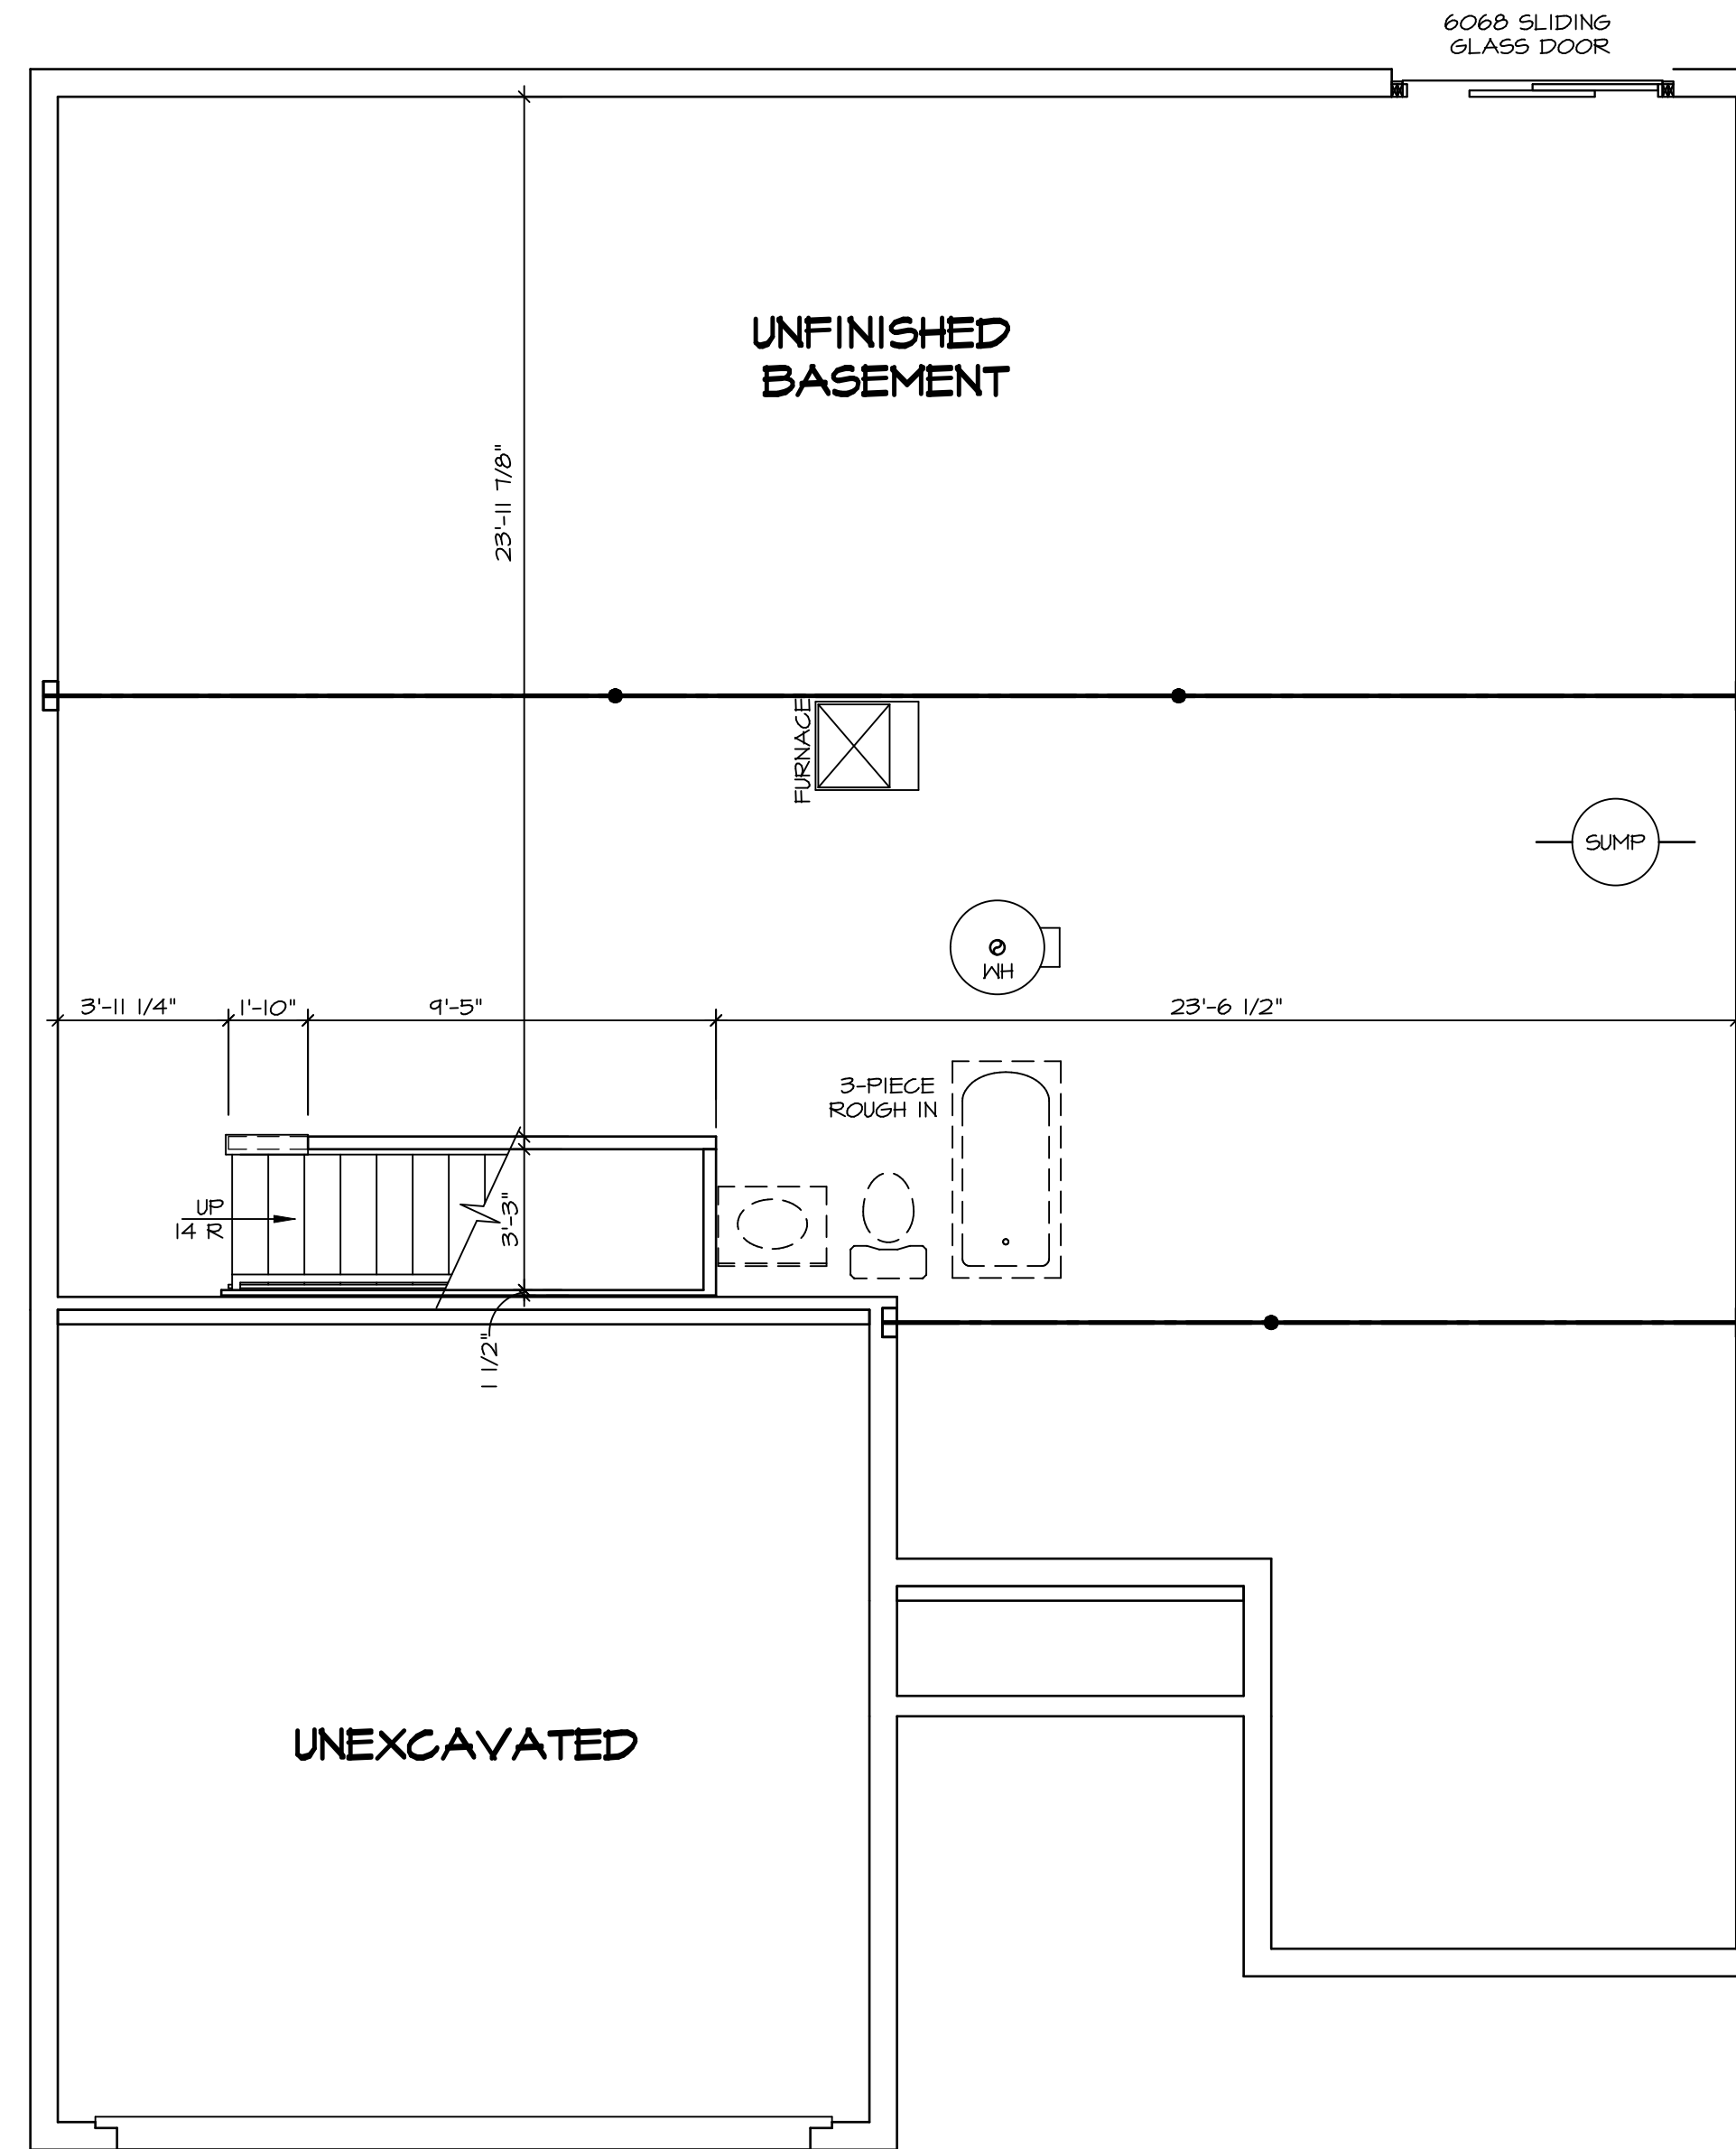 6068 SLIDING
GLASS DOOR
UNFINISHED
BASEMENT
23'-11 7/8"
FURNACE
SUMP
WH
3'-11 1/4"
1'-10"
9'-5"
23'-6 1/2"
3-PIECE
ROUGH IN
UP
14 R
3'-3"
1 1/2"
UNEXCAVATED